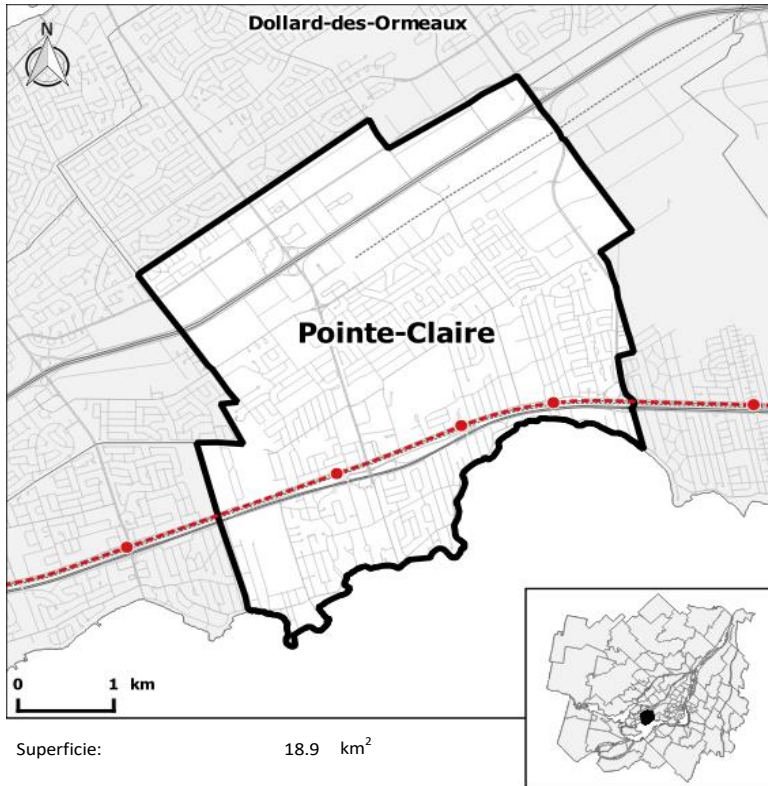 Dollard-des-Ormeaux
N
Pointe-Claire
0 1 km
Superficie: 18.9 km²